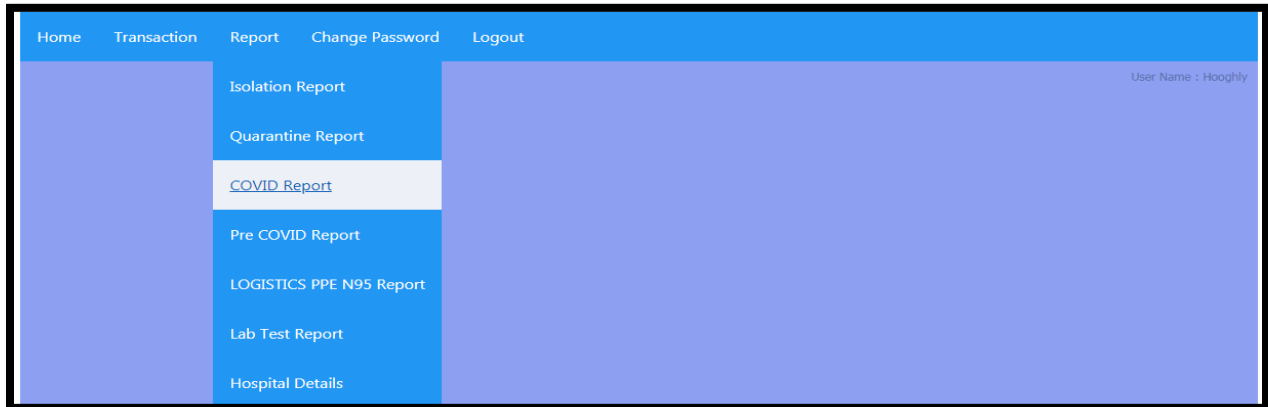 Home Transaction Report Change Password Logout
User Name : Hooghly
Isolation Report
Quarantine Report
COVID Report
Pre COVID Report
LOGISTICS PPE N95 Report
Lab Test Report
Hospital Details